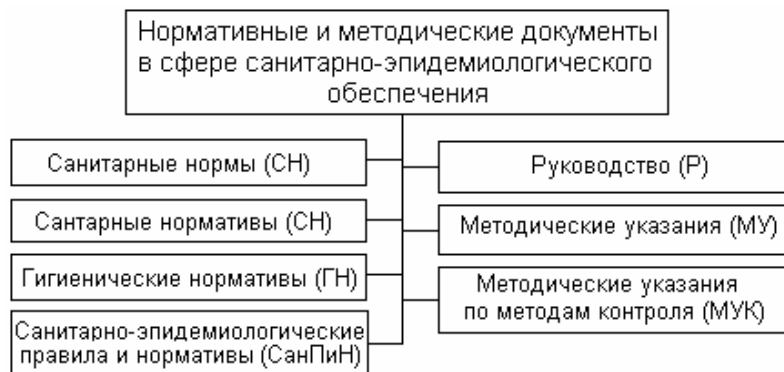 Нормативные и методические документы
в сфере санитарно-эпидемиологического
обеспечения
Санитарные нормы (СН)
Сантарные нормативы (СН)
Гигиенические нормативы (ГН)
Санитарно-эпидемиологические
правила и нормативы (СанПиН)
Руководство (Р)
Методические указания (МУ)
Методические указания
по методам контроля (МУК)